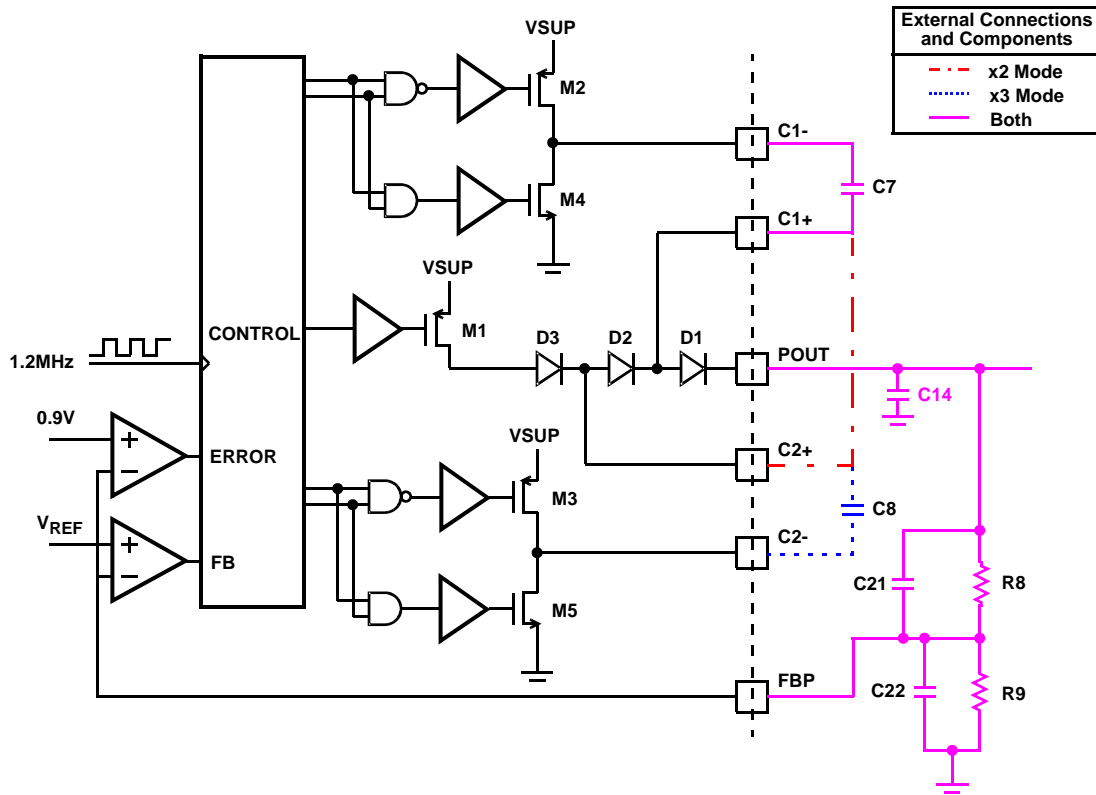 External Connections
and Components
x2 Mode
x3 Mode
Both
VSUP
M2
C1-
C7
M4
C1+
VSUP
M1
CONTROL
D3
D2
D1
POUT
1.2MHz
C14
0.9V
ERROR
VSUP
C2+
M3
C8
VREF
C2-
FB
C21
R8
M5
FBP
C22
R9